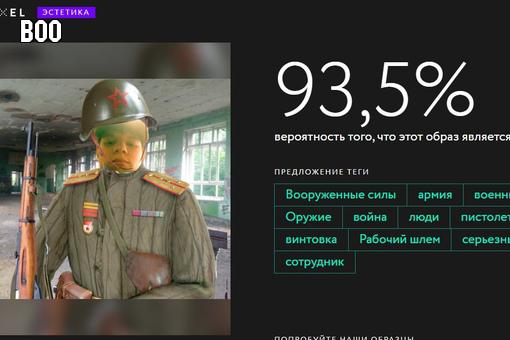 XEL ЭСТЕТИКА
BOO
93,5%
вероятность того, что этот образ является
ПРЕДЛОЖЕНИЕ ТЕГИ
Вооруженные силы армия военн
Оружие война люди пистолет
винтовка Рабочий шлем серьезны
сотрудник
ПОПРОБУЙТЕ НАШИ ОБРАЗЦЫ